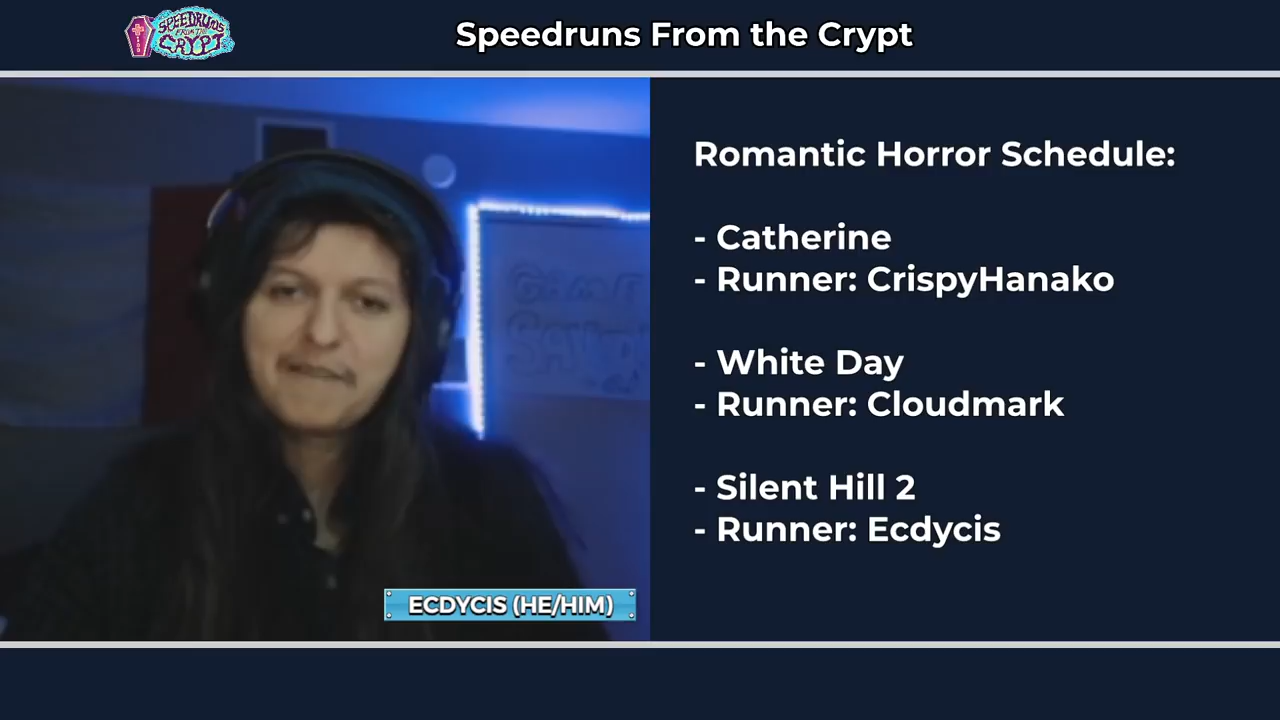 SPEEDRUNS
FROM THE
CRYPT
Speedruns From the Crypt
Romantic Horror Schedule:
- Catherine
- Runner: CrispyHanako
- White Day
- Runner: Cloudmark
- Silent Hill 2
- Runner: Ecdycis
GAME
ECDYCIS (HE/HIM)